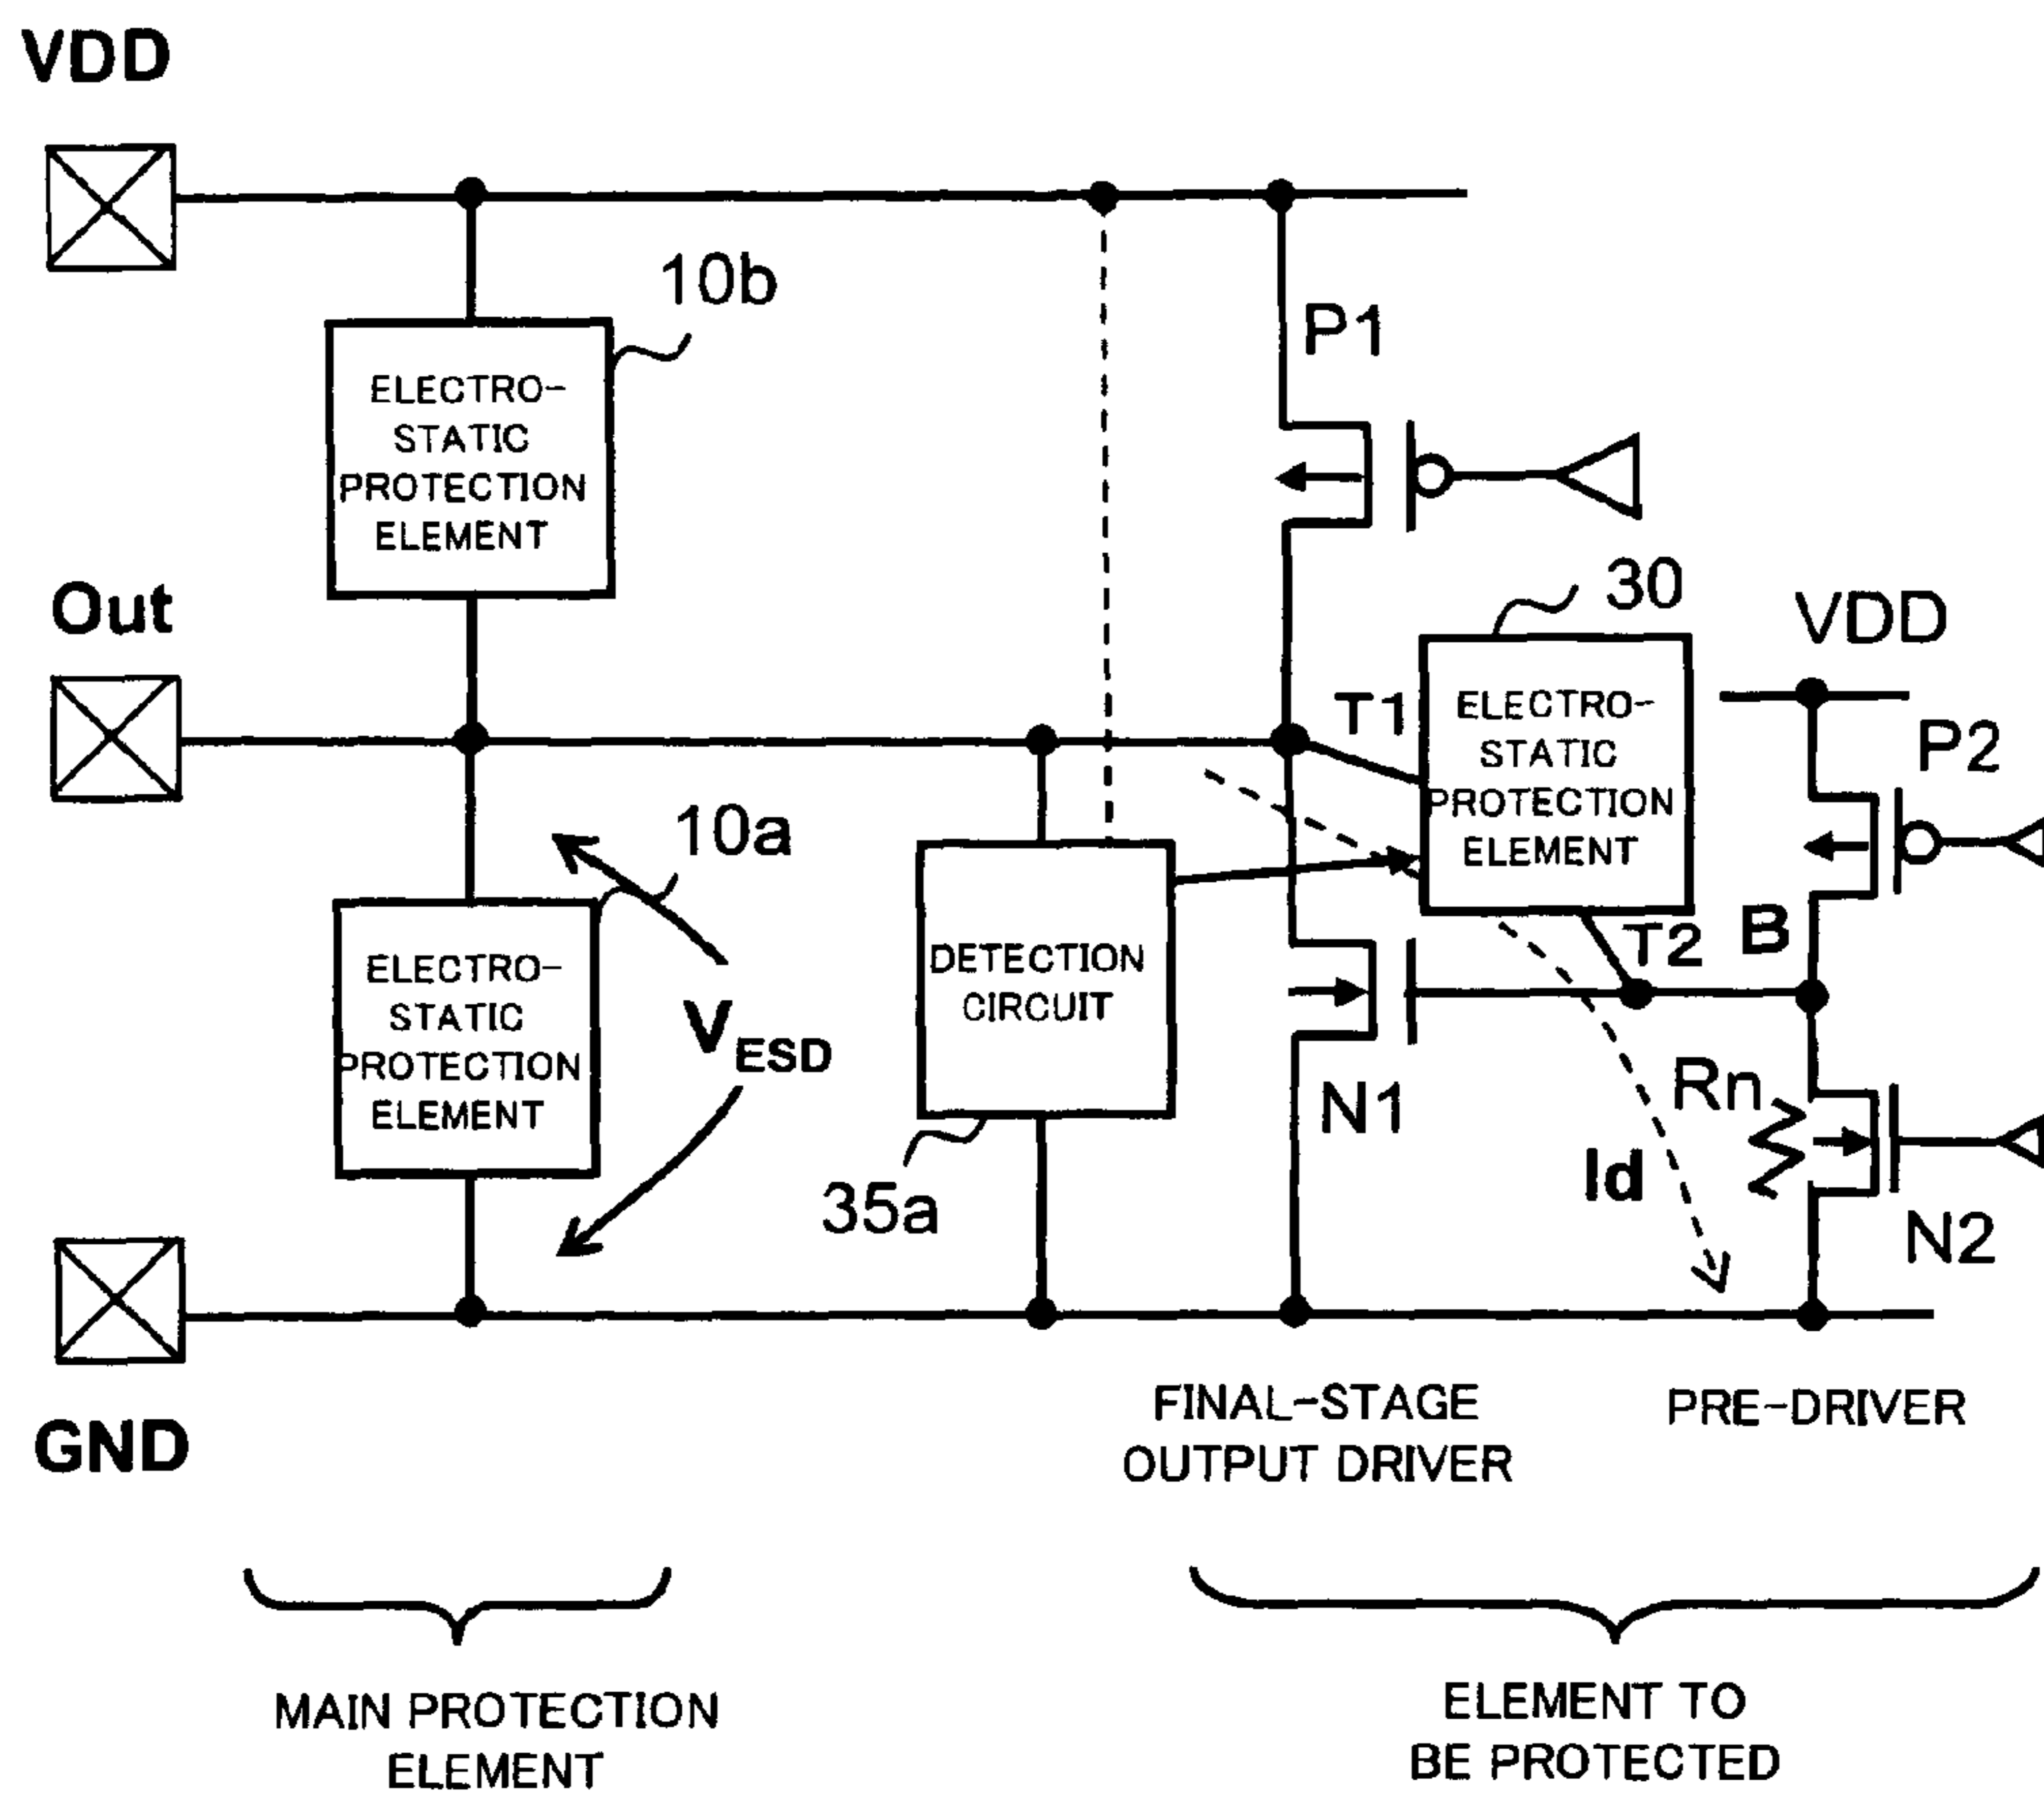 VDD
10b
P1
ELECTRO-
STATIC
PROTECTION
ELEMENT
Out
30
VDD
T1
ELECTRO-
STATIC
PROTECTION
ELEMENT
P2
10a
ELECTRO-
STATIC
PROTECTION
ELEMENT
VESD
DETECTION
CIRCUIT
T2
B
N1
Rn
Id
35a
N2
GND
FINAL-STAGE
OUTPUT DRIVER
PRE-DRIVER
MAIN PROTECTION
ELEMENT
ELEMENT TO
BE PROTECTED